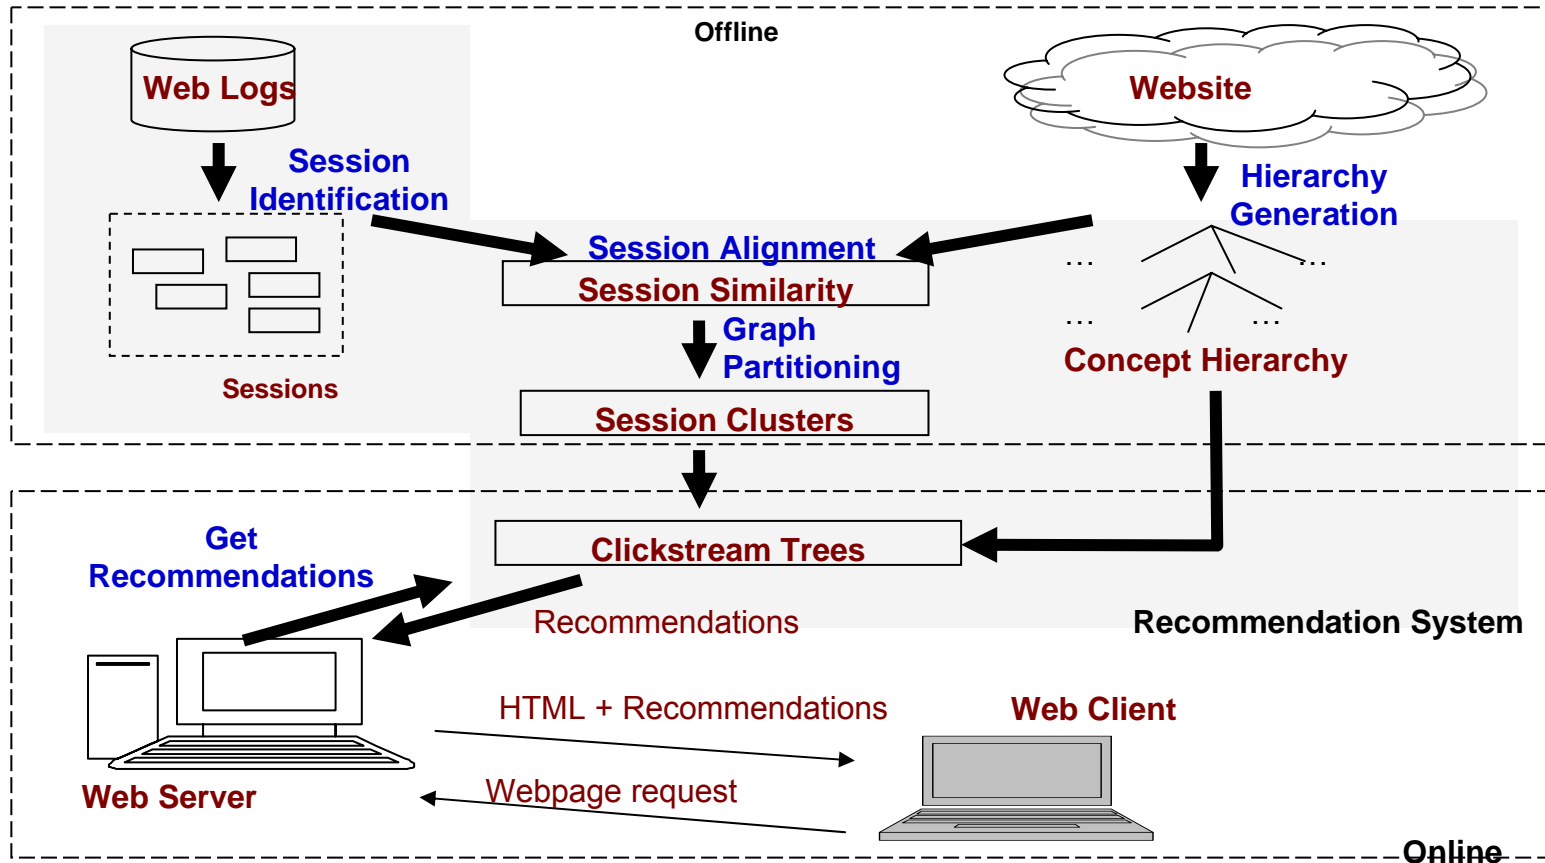 Offline
Web Logs
Website
Session
Identification
Hierarchy
Generation
Session Alignment
Session Similarity
...
...
...
...
Graph
Partitioning
Concept Hierarchy
Sessions
Session Clusters
Get
Recommendations
Clickstream Trees
Recommendations
Recommendation System
HTML + Recommendations
Web Client
Webpage request
Web Server
Online